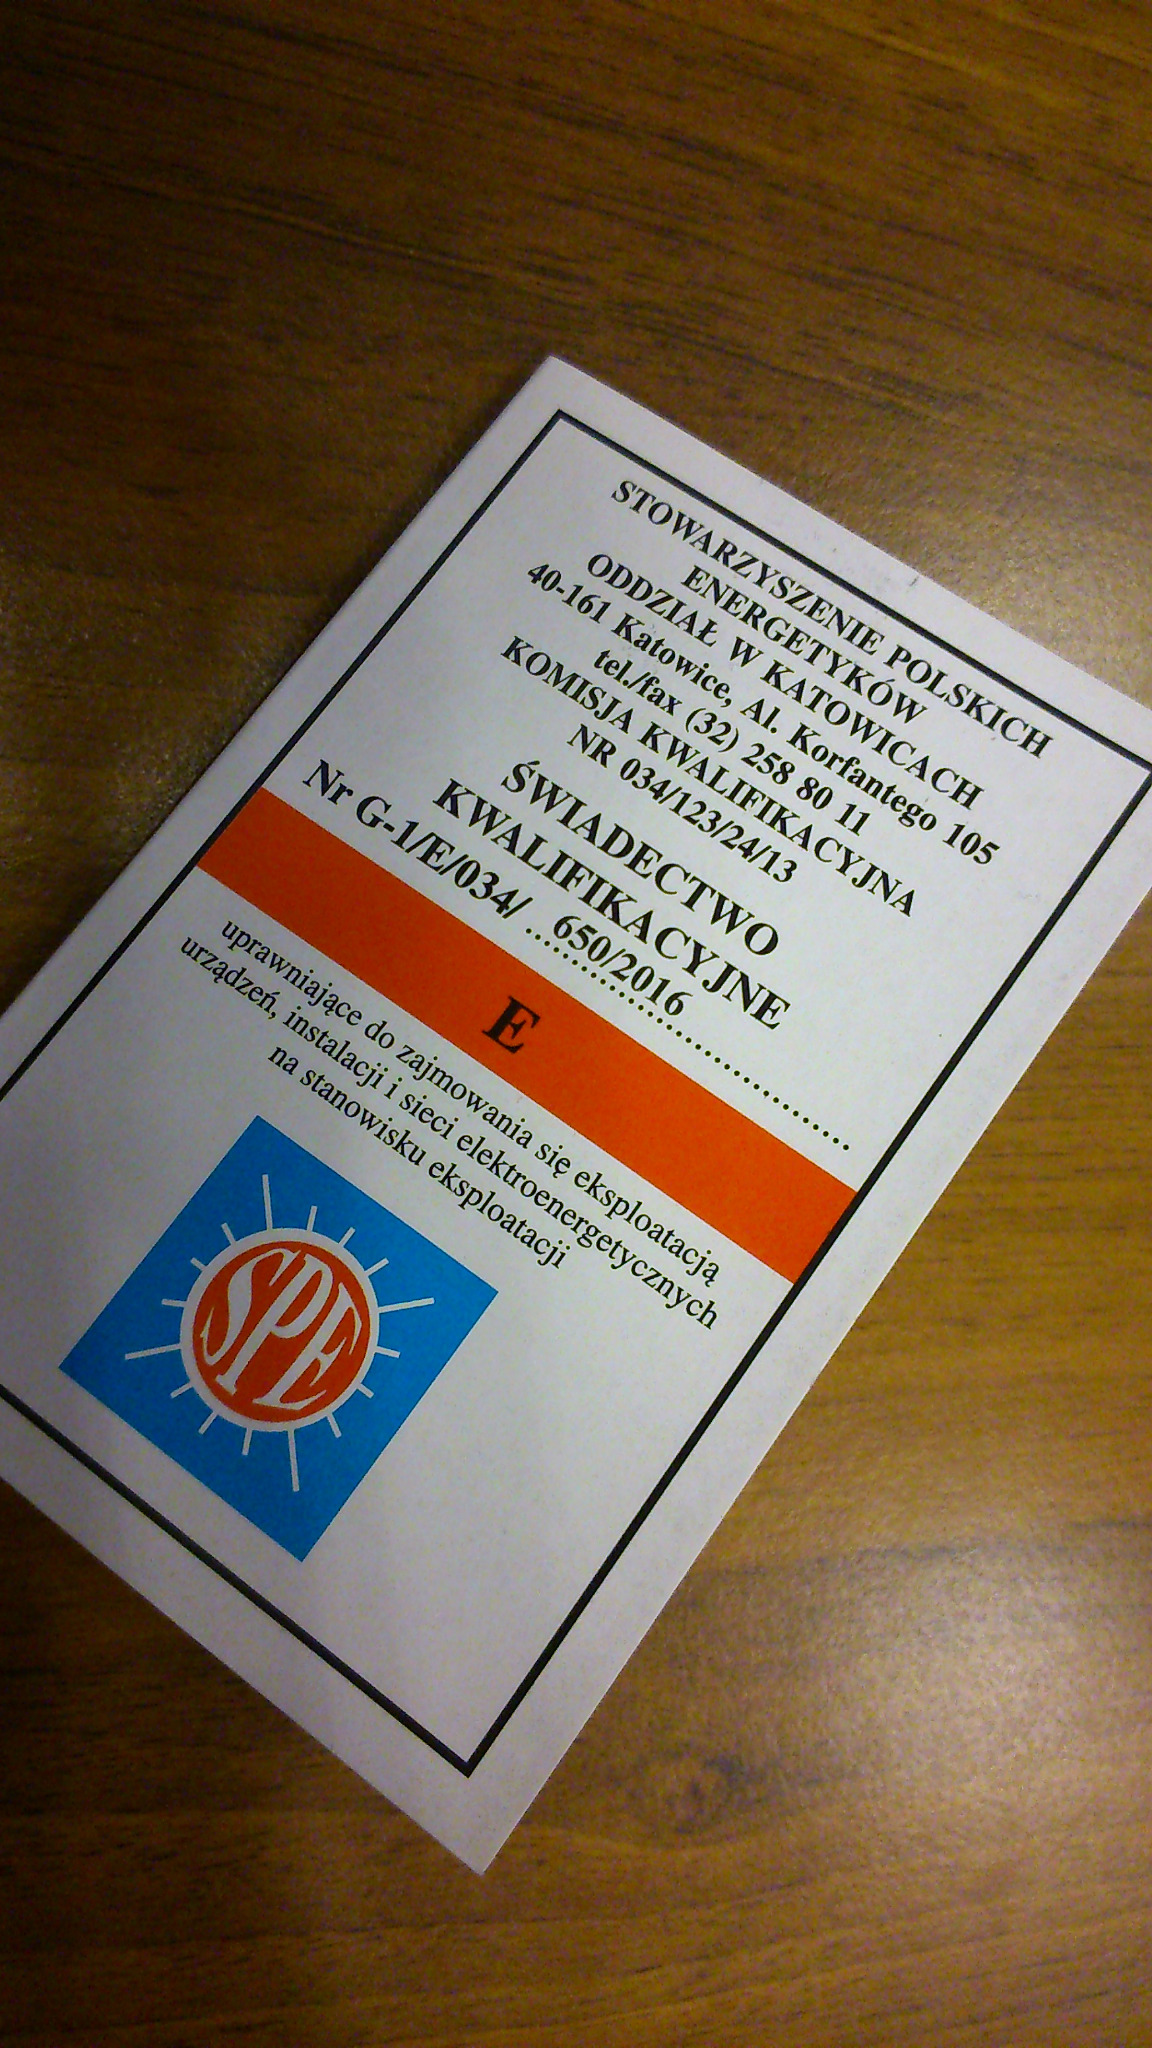 STOWARZYSZENIE POLSKICH
ENERGETYKÓW
ODDZIAŁ W KATOWICACH
40-161 Katowice, Al. Korfantego 105
tel./fax (32) 258 80 11
KOMISJA KWALIFIKACYJNA
NR 034/123/24/13
ŚWIADECTWO
KWALIFIKACYJNE
Nr G-1/E/034/ 650/2016
E
uprawniające do zajmowania się eksploatacją
urządzeń, instalacji i sieci elektroenergetycznych
na stanowisku eksploatacji
SPE